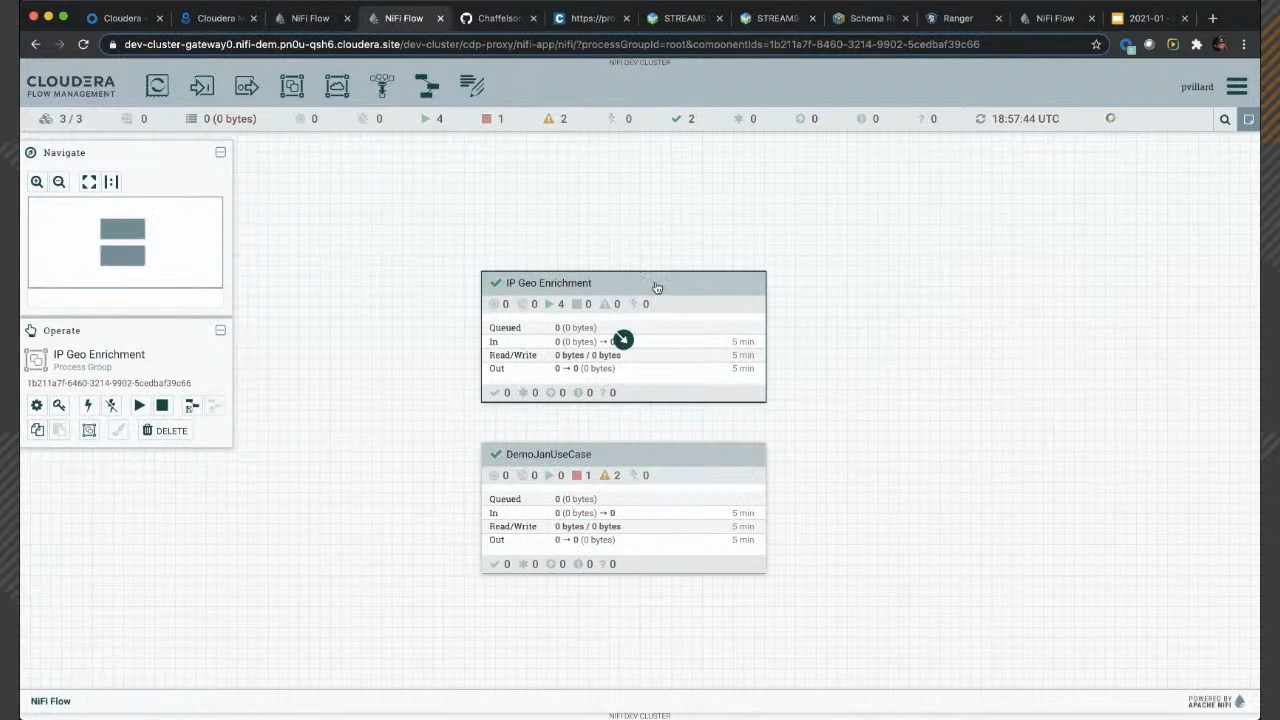 Cloudera - Cloudera M NiFi Flow NiFi Flow Chaffelson https://pro STREAMS STREAMS Schema R Ranger NiFi Flow 2021-01-
dev-cluster-gateway0.nifi-dem.pn0u-qsh6.cloudera.site/dev-cluster/cdp-proxy/nifi-app/nifi/?processGroupId=root&componentIds=1b211a7f-6460-3214-9902-5cedbaf39c66
NIFI DEV CLUSTER
CLOUDERA
FLOW MANAGEMENT
pvillard
3 / 3 0 0 (0 bytes) 0 0 4 1 2 0 2 0 0 0 ? 0 18:57:44 UTC
Navigate
Operate
IP Geo Enrichment
Process Group
1b211a7f-6460-3214-9902-5cedbaf39c66
DELETE
IP Geo Enrichment
0 0 4 0 0 0
Queued 0 (0 bytes)
In 0 (0 bytes) → 0 5 min
Read/Write 0 bytes / 0 bytes 5 min
Out 0 → 0 (0 bytes) 5 min
0 0 0 0 ? 0
DemoJanUseCase
0 0 0 1 2 0
Queued 0 (0 bytes)
In 0 (0 bytes) → 0 5 min
Read/Write 0 bytes / 0 bytes 5 min
Out 0 → 0 (0 bytes) 5 min
0 0 0 0 ? 0
NiFi Flow
POWERED BY
APACHE NIFI
NIFI DEV CLUSTER